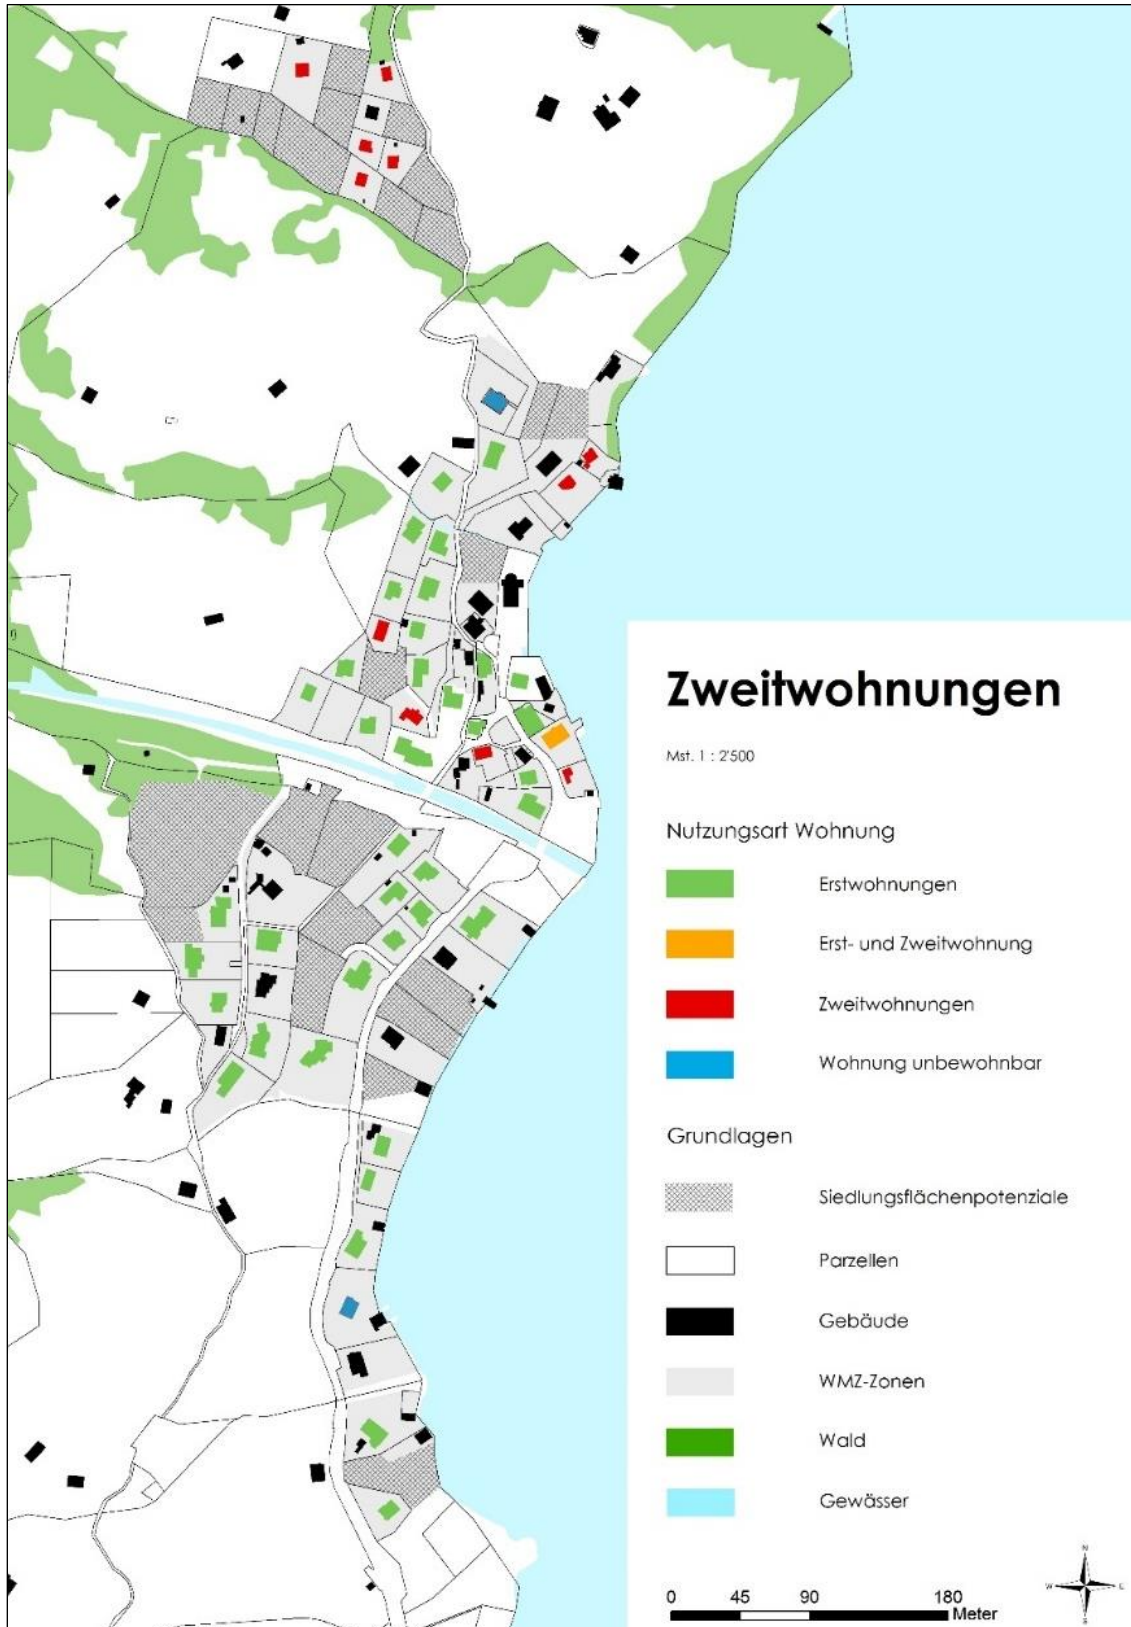 Zweitwohnungen
Mst. 1 : 2'500
Nutzungsart Wohnung
Erstwohnungen
Erst- und Zweitwohnung
Zweitwohnungen
Wohnung unbewohnbar
Grundlagen
Siedlungsflächenpotenziale
Parzellen
Gebäude
WMZ-Zonen
Wald
Gewässer
N
W E
S
0 45 90 180
Meter